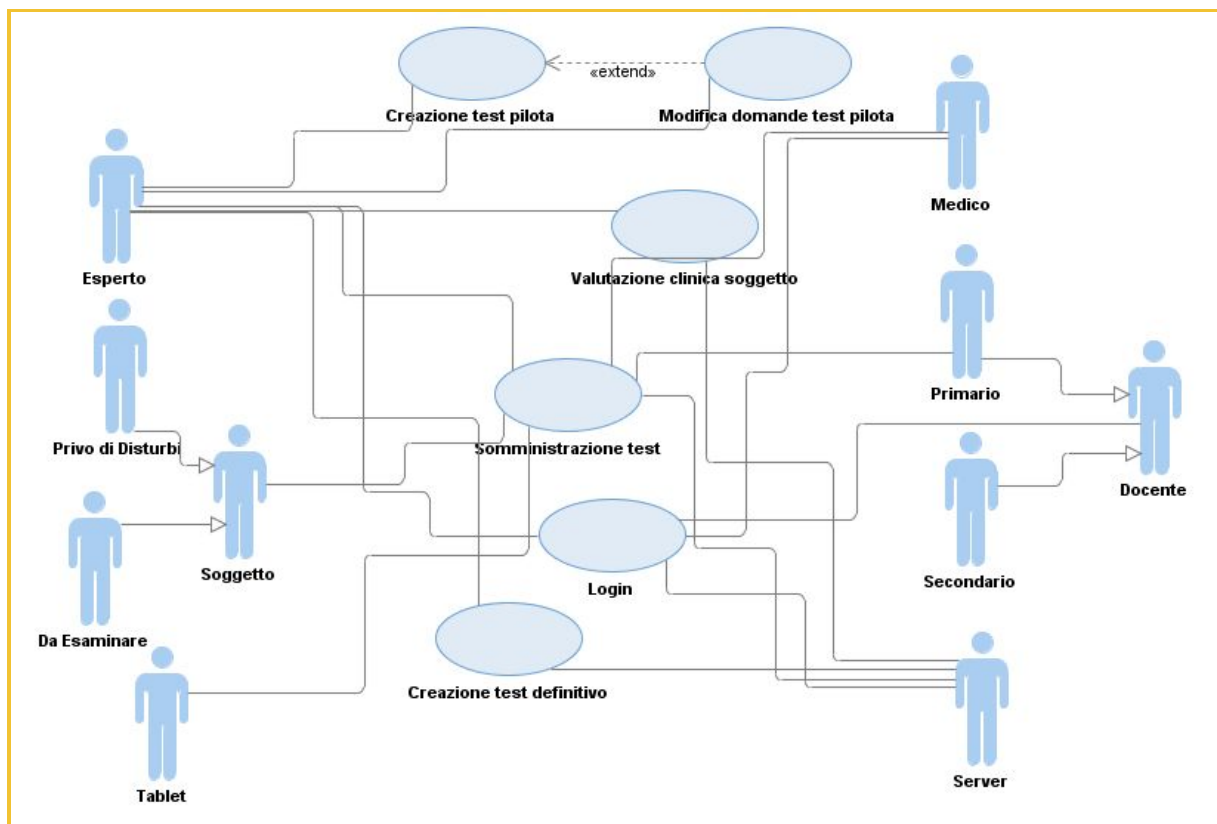 «extend»
Creazione test pilota
Modifica domande test pilota
Medico
Esperto
Valutazione clinica soggetto
Primario
Privo di Disturbi
Somministrazione test
Docente
Soggetto
Login
Secondario
Da Esaminare
Creazione test definitivo
Server
Tablet